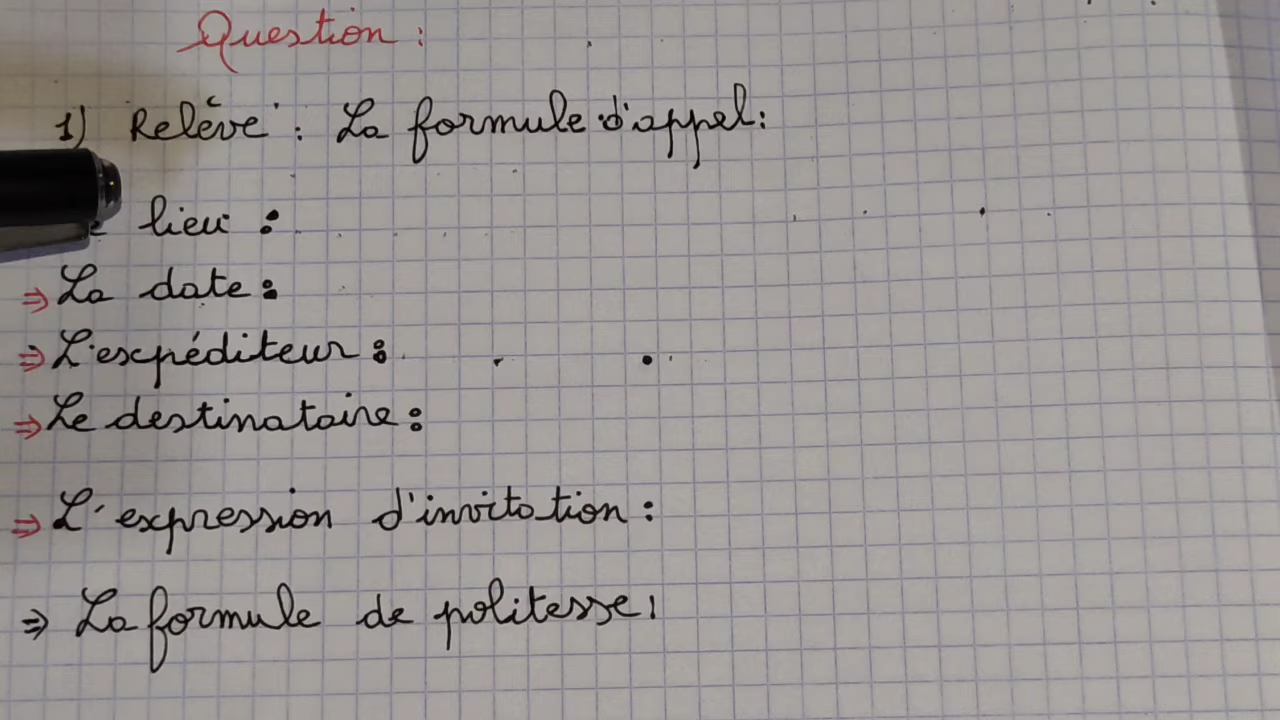 Question :
1) Relève : La formule d'appel :
lieu :
⇒ La date :
⇒ L'expéditeur :
⇒ Le destinataire :
⇒ L'expression d'invitation :
⇒ La formule de politesse :